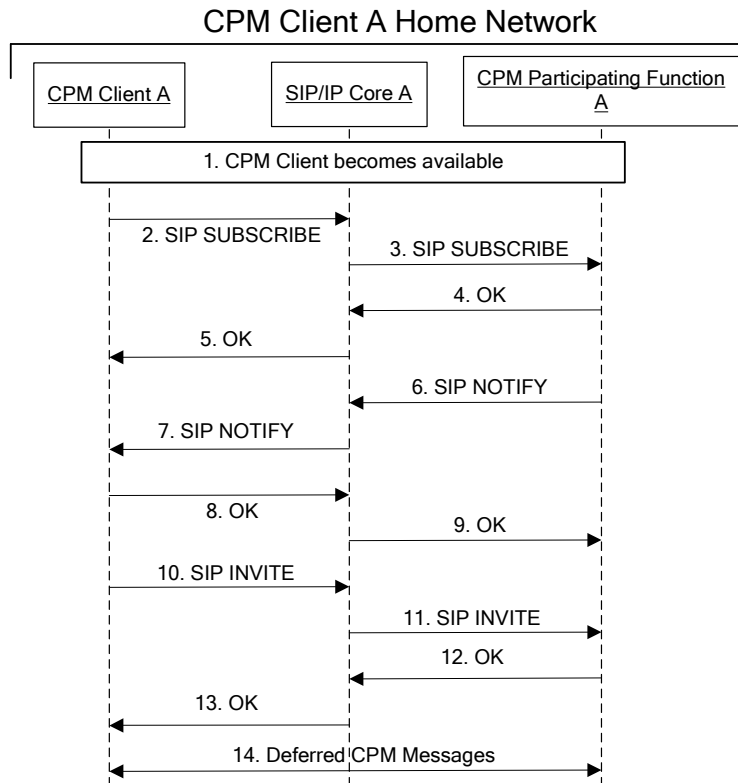 CPM Client A Home Network
CPM Client A
SIP/IP Core A
CPM Participating Function
A
1. CPM Client becomes available
2. SIP SUBSCRIBE
3. SIP SUBSCRIBE
4. OK
5. OK
6. SIP NOTIFY
7. SIP NOTIFY
8. OK
9. OK
10. SIP INVITE
11. SIP INVITE
12. OK
13. OK
14. Deferred CPM Messages